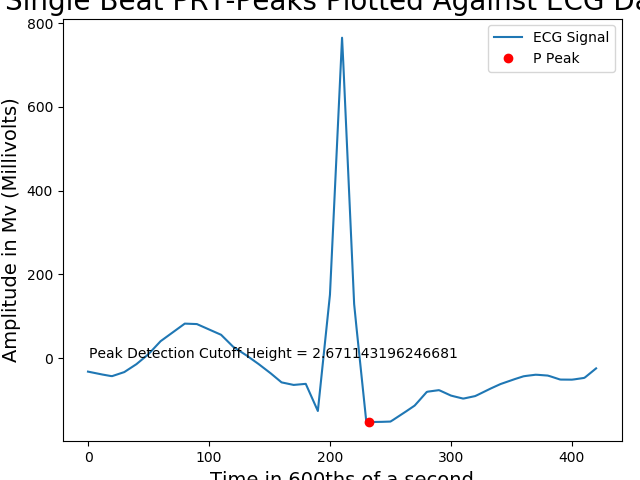 Single Beat PRT-Peaks Plotted Against ECG Da
800
600
400
200
0
Amplitude in Mv (Millivolts)
ECG Signal
P Peak
Peak Detection Cutoff Height = 2.671143196246681
0
100
200
300
400
Time in 600ths of a second